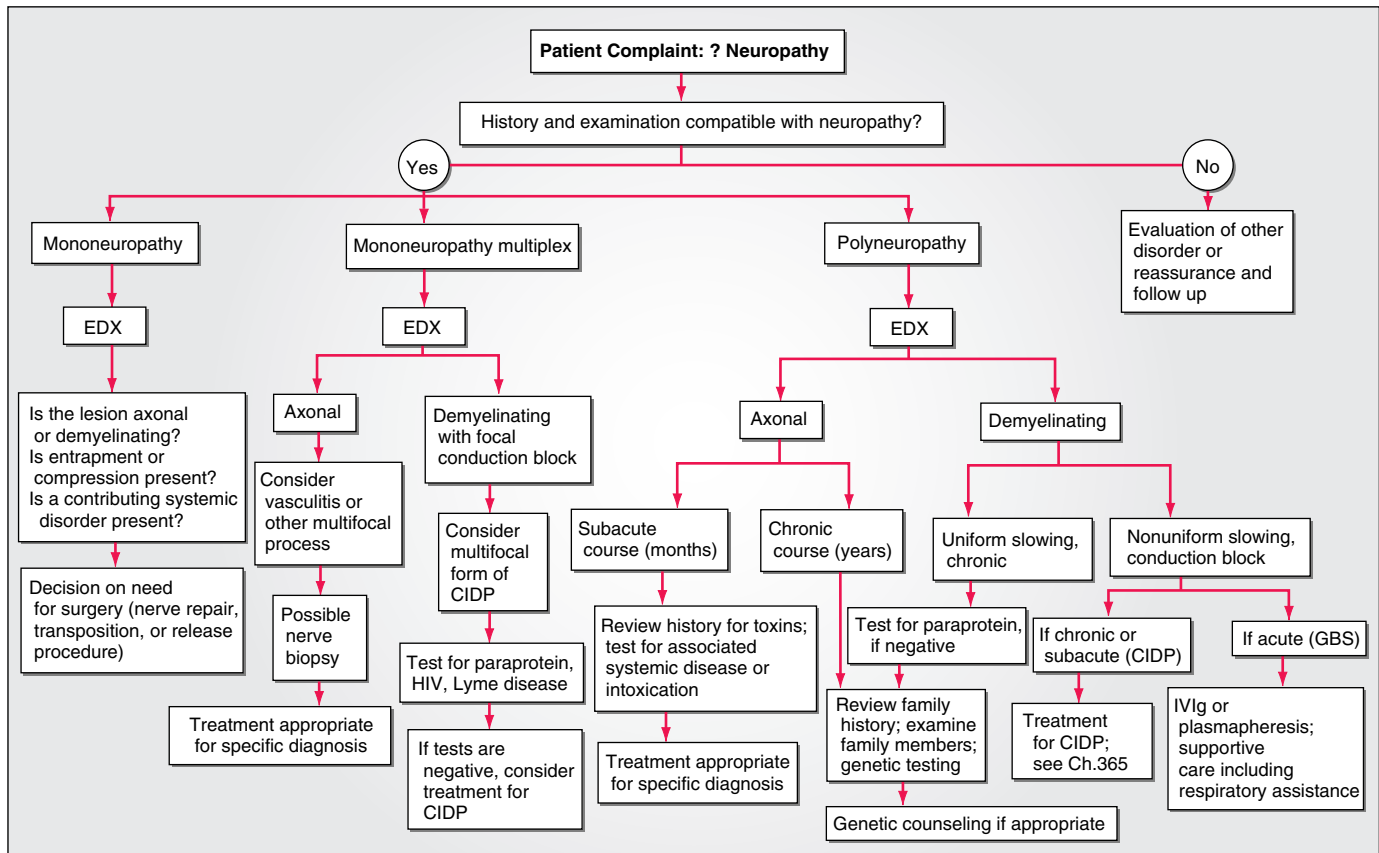 Patient Complaint: ? Neuropathy
History and examination compatible with neuropathy?
Yes
No
Mononeuropathy
Mononeuropathy multiplex
Polyneuropathy
Evaluation of other
disorder or
reassurance and
follow up
EDX
EDX
EDX
Is the lesion axonal
or demyelinating?
Is entrapment or
compression present?
Is a contributing systemic
disorder present?
Decision on need
for surgery (nerve repair,
transposition, or release
procedure)
Axonal
Consider
vasculitis or
other multifocal
process
Possible
nerve
biopsy
Treatment appropriate
for specific diagnosis
Demyelinating
with focal
conduction block
Consider
multifocal
form of
CIDP
Test for paraprotein,
HIV, Lyme disease
If tests are
negative, consider
treatment for
CIDP
Axonal
Subacute
course (months)
Review history for toxins;
test for associated
systemic disease or
intoxication
Treatment appropriate
for specific diagnosis
Chronic
course (years)
Demyelinating
Uniform slowing,
chronic
Test for paraprotein,
if negative
Review family
history; examine
family members;
genetic testing
Genetic counseling if appropriate
Nonuniform slowing,
conduction block
If chronic or
subacute (CIDP)
Treatment
for CIDP;
see Ch.365
If acute (GBS)
IVIg or
plasmapheresis;
supportive
care including
respiratory assistance